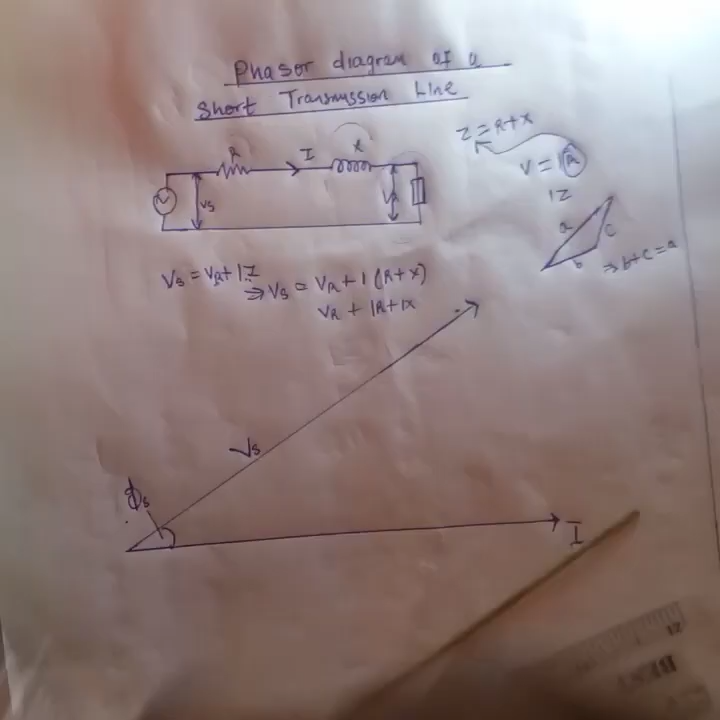 Phasor diagram of a
Short Transmission Line
Z = R+X
R
I
X
V = IR
IZ
Vs
a
c
b
⇒ b+c = a
Vs = VR + IZ
⇒ Vs = VR + I (R+X)
VR + IR + IX
Vs
Φs
I
12